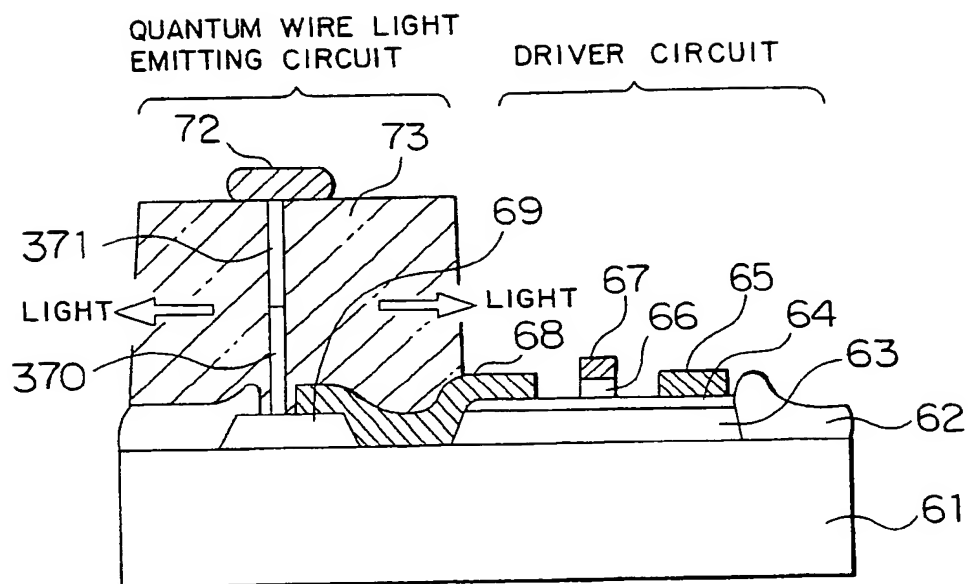 QUANTUM WIRE LIGHT
EMITTING CIRCUIT
DRIVER CIRCUIT
72
73
69
371
67
65
LIGHT
LIGHT
66
64
68
63
370
62
61